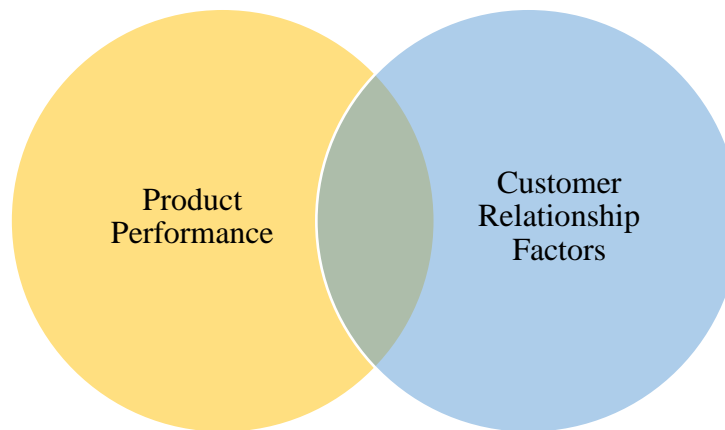 Product
Performance
Customer
Relationship
Factors